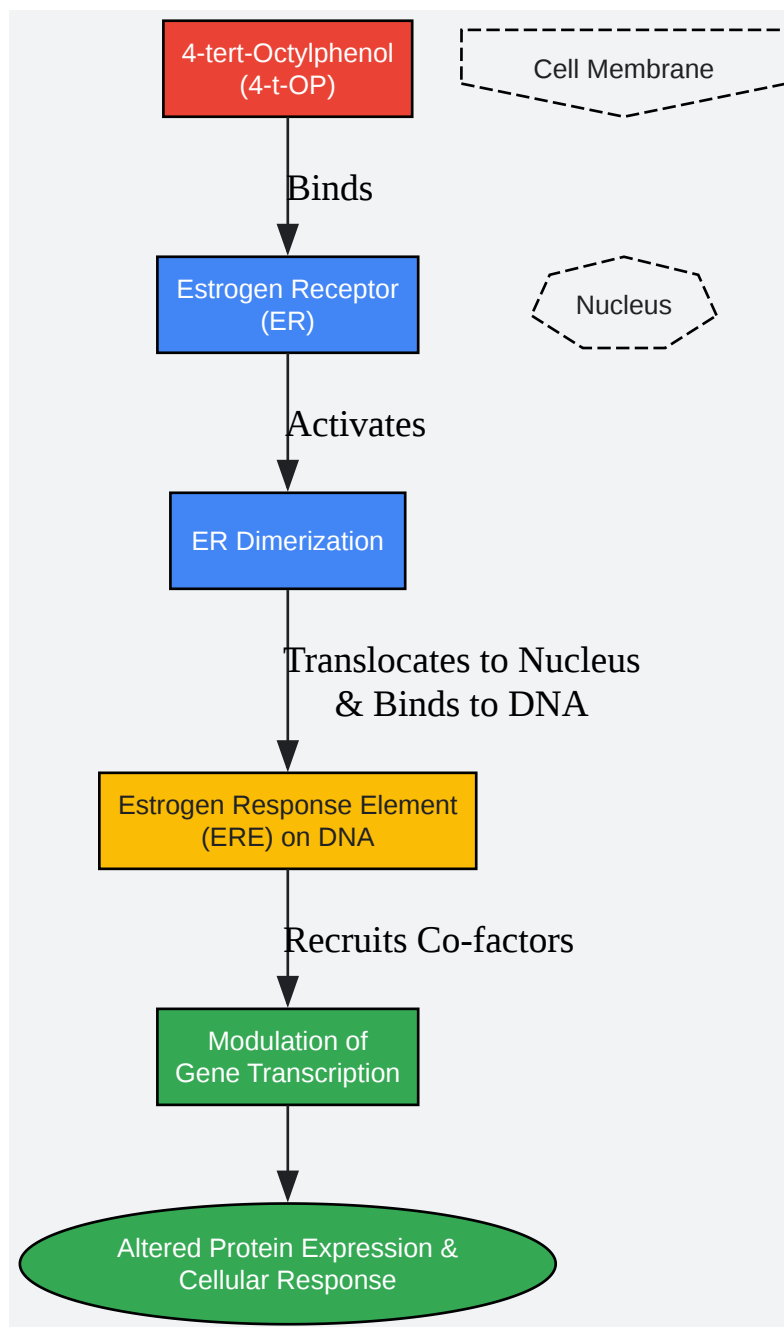 4-tert-Octylphenol
(4-t-OP)
Cell Membrane
Binds
Estrogen Receptor
(ER)
Nucleus
Activates
ER Dimerization
Translocates to Nucleus
& Binds to DNA
Estrogen Response Element
(ERE) on DNA
Recruits Co-factors
Modulation of
Gene Transcription
Altered Protein Expression &
Cellular Response